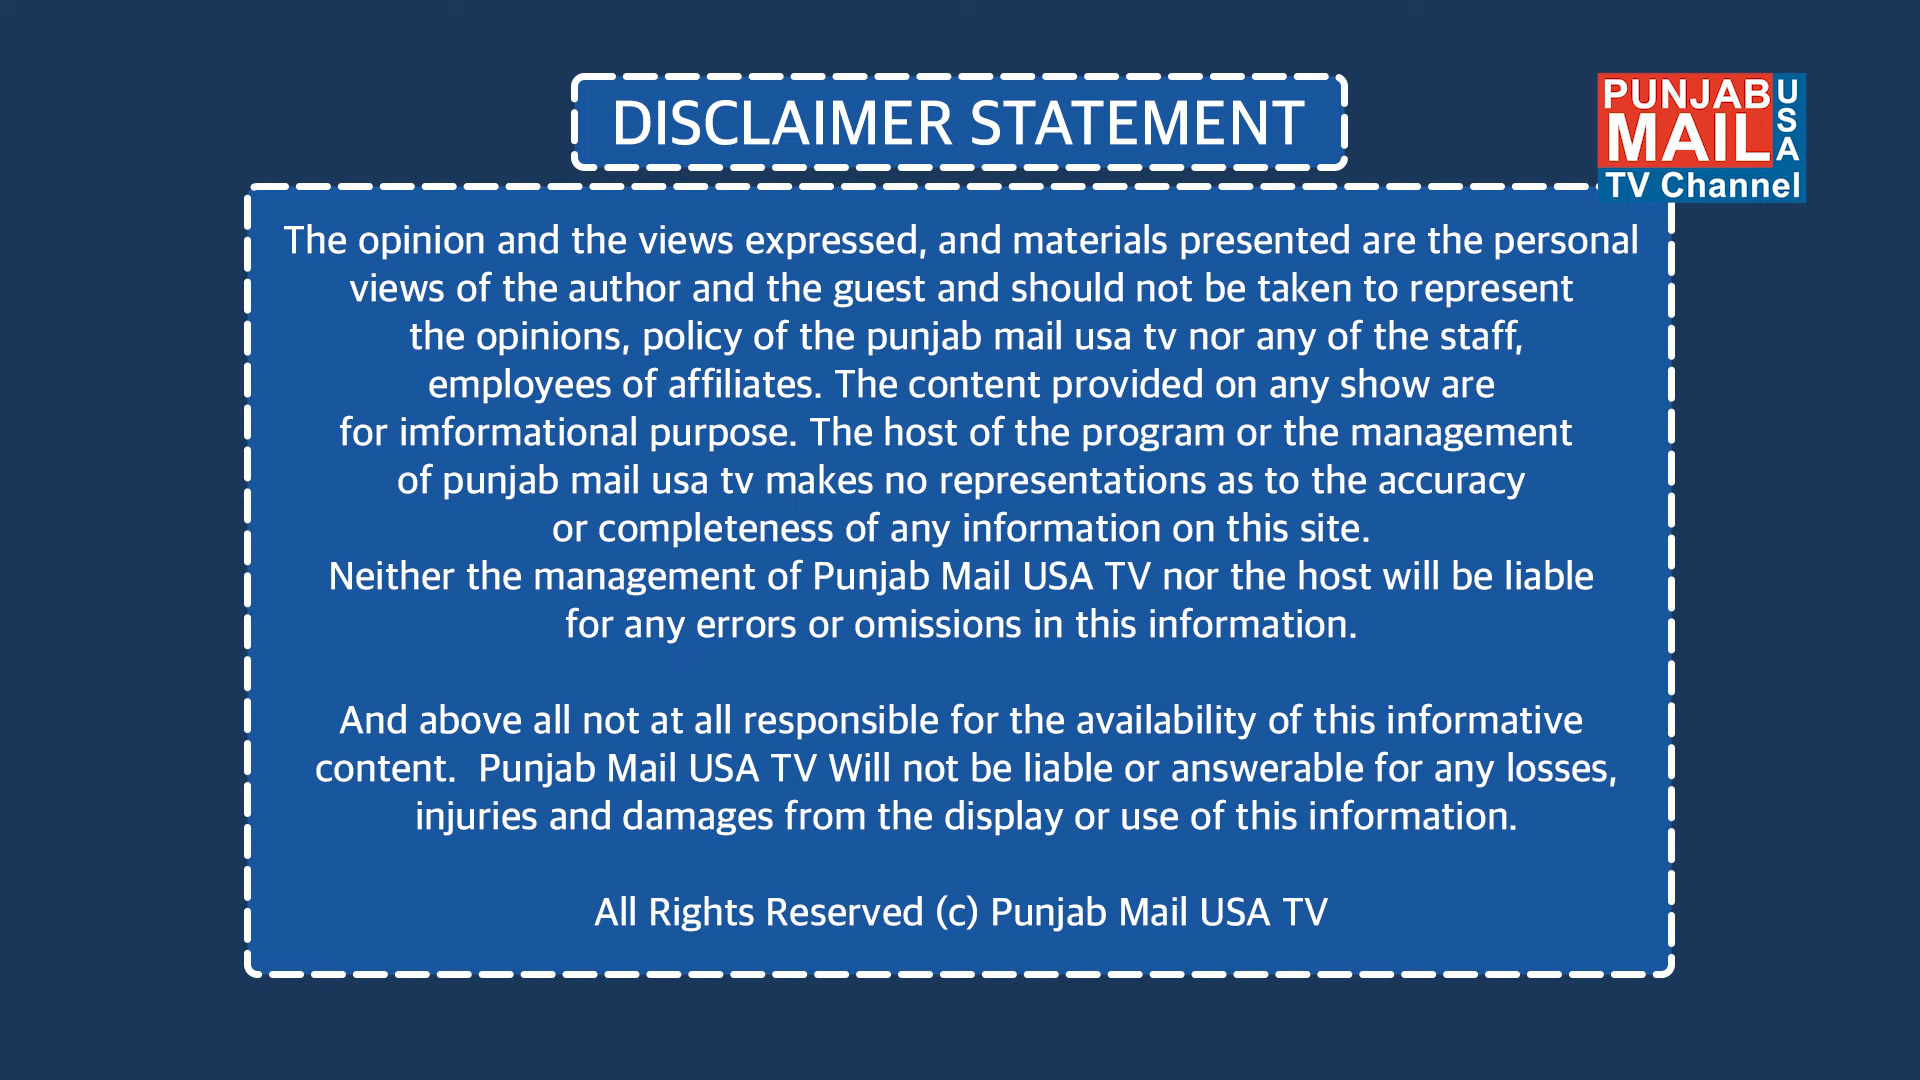 DISCLAIMER STATEMENT
PUNJAB USA
MAIL
TV Channel
The opinion and the views expressed, and materials presented are the personal
views of the author and the guest and should not be taken to represent
the opinions, policy of the punjab mail usa tv nor any of the staff,
employees of affiliates. The content provided on any show are
for imformational purpose. The host of the program or the management
of punjab mail usa tv makes no representations as to the accuracy
or completeness of any information on this site.
Neither the management of Punjab Mail USA TV nor the host will be liable
for any errors or omissions in this information.
And above all not at all responsible for the availability of this informative
content.  Punjab Mail USA TV Will not be liable or answerable for any losses,
injuries and damages from the display or use of this information.
All Rights Reserved (c) Punjab Mail USA TV